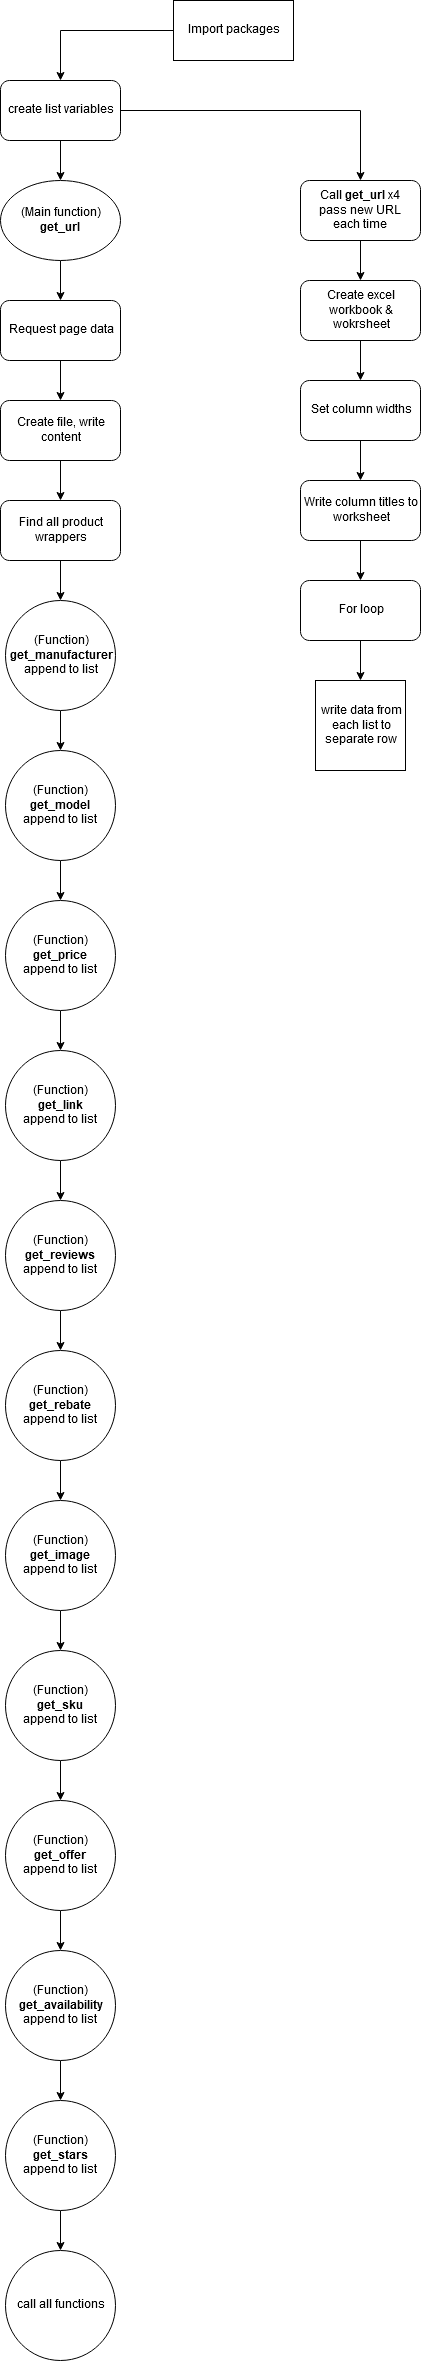 Import packages
create list variables
(Main function)
get_url
Request page data
Create file, write
content
Find all product
wrappers
(Function)
get_manufacturer
append to list
(Function)
get_model
append to list
(Function)
get_price
append to list
(Function)
get_link
append to list
(Function)
get_reviews
append to list
(Function)
get_rebate
append to list
(Function)
get_image
append to list
(Function)
get_sku
append to list
(Function)
get_offer
append to list
(Function)
get_availability
append to list
(Function)
get_stars
append to list
call all functions
Call get_url x4
pass new URL
each time
Create excel
workbook &
wokrsheet
Set column widths
Write column titles to
worksheet
For loop
write data from
each list to
separate row